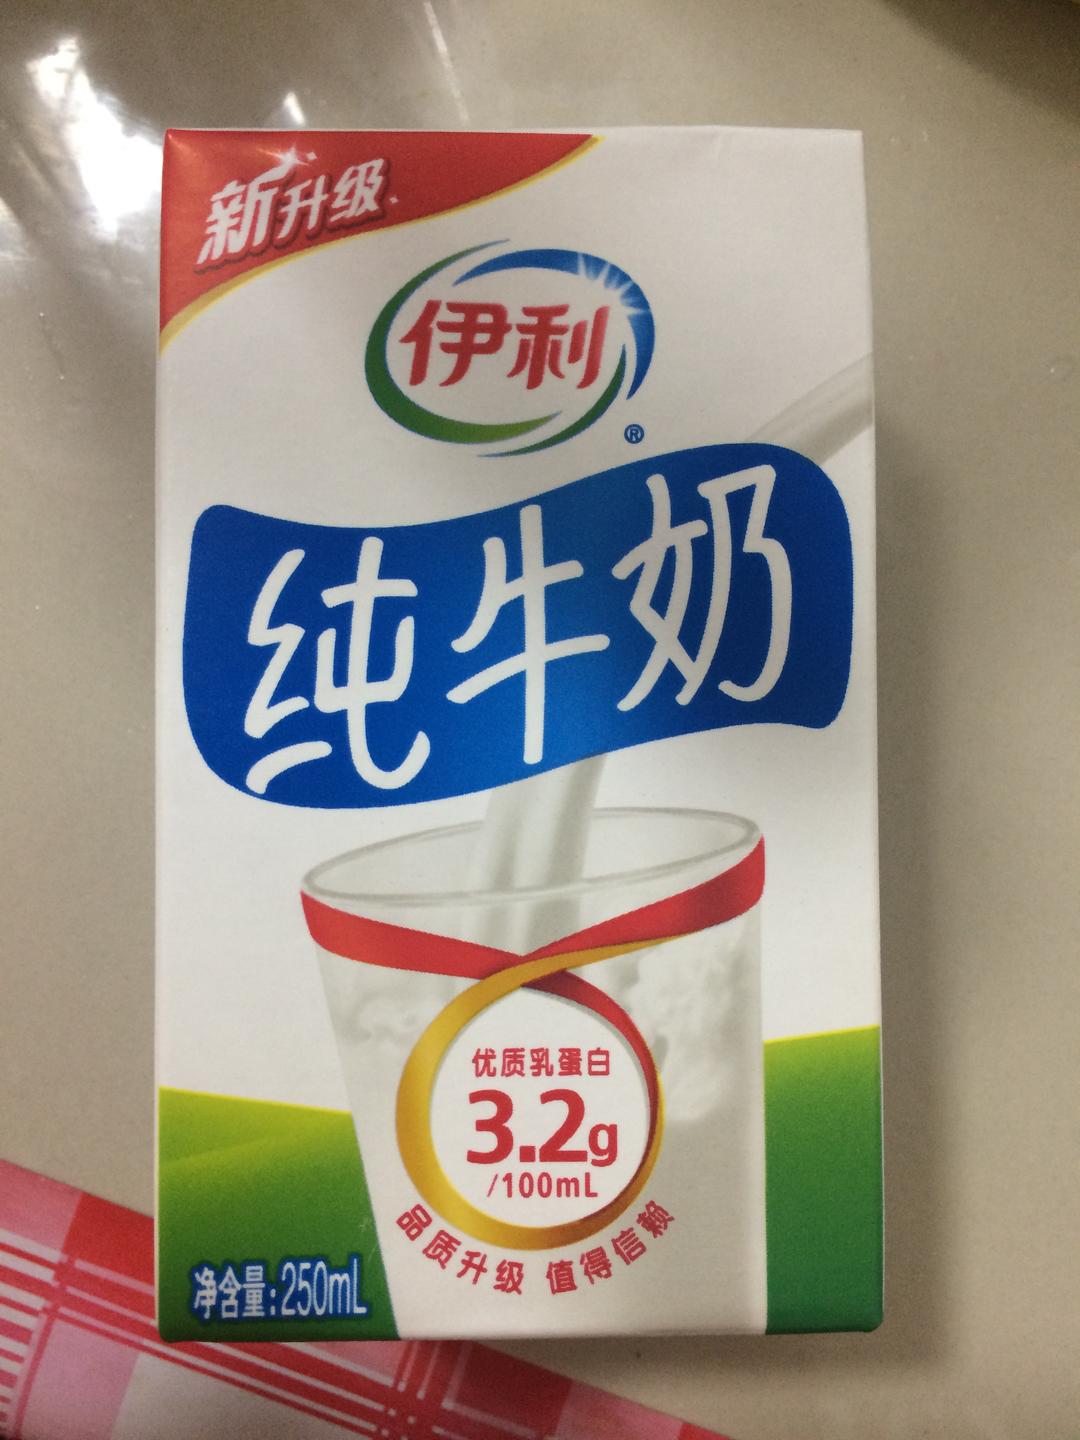 新升级
伊利
®
纯牛奶
优质乳蛋白
3.2g
/100mL
品质升级 值得信赖
净含量:250mL